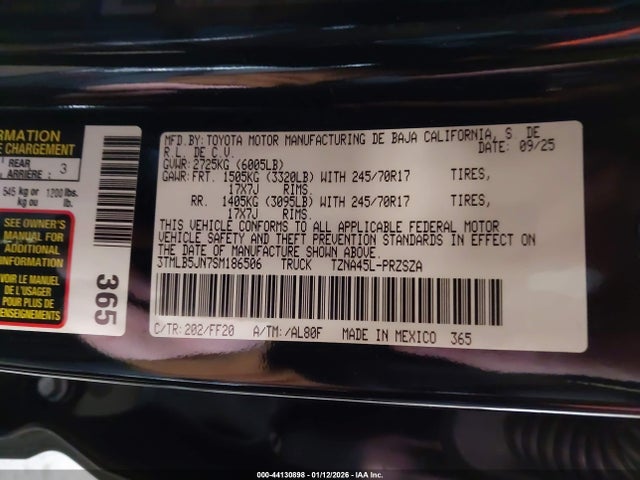 RMATION
E CHARGEMENT
REAR
ARRIÈRE : 3
545 kg or 1200 lbs.
kg ou lb.
SEE OWNER'S
MANUAL FOR
ADDITIONAL
INFORMATION
VOIR LE MANUEL
DE L'USAGER
POUR PLUS DE
RENSEIGNEMENTS
365
MFD.BY:TOYOTA MOTOR MANUFACTURING DE BAJA CALIFORNIA, S DE
R.L. DE C.V. DATE: 09/25
GVWR: 2725KG (6005LB)
GAWR: FRT. 1505KG (3320LB) WITH 245/70R17 TIRES,
17X7J RIMS.
RR. 1405KG (3095LB) WITH 245/70R17 TIRES,
17X7J RIMS.
THIS VEHICLE CONFORMS TO ALL APPLICABLE FEDERAL MOTOR
VEHICLE SAFETY AND THEFT PREVENTION STANDARDS IN EFFECT ON
THE DATE OF MANUFACTURE SHOWN ABOVE.
3TMLB5JN7SM186506 TRUCK TZNA45L-PRZSZA
C/TR: 202/FF20 A/TM: /AL80F MADE IN MEXICO 365
000-44130898 - 01/12/2026 - IAA Inc.